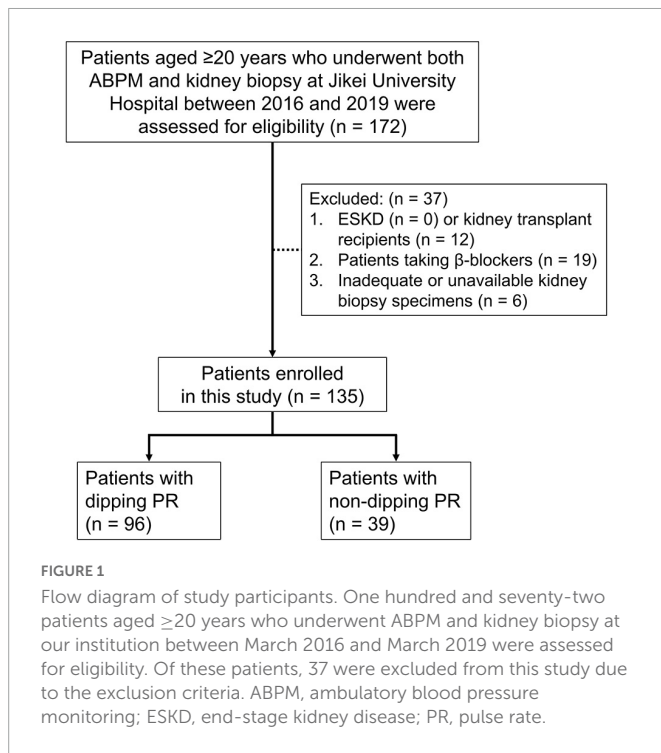 Patients aged ≥20 years who underwent both
ABPM and kidney biopsy at Jikei University
Hospital between 2016 and 2019 were
assessed for eligibility (n = 172)
Excluded: (n = 37)
1. ESKD (n = 0) or kidney transplant
recipients (n = 12)
2. Patients taking β-blockers (n = 19)
3. Inadequate or unavailable kidney
biopsy specimens (n = 6)
Patients enrolled
in this study (n = 135)
Patients with
dipping PR
(n = 96)
Patients with
non-dipping PR
(n = 39)
FIGURE 1
Flow diagram of study participants. One hundred and seventy-two
patients aged ≥20 years who underwent ABPM and kidney biopsy at
our institution between March 2016 and March 2019 were assessed
for eligibility. Of these patients, 37 were excluded from this study due
to the exclusion criteria. ABPM, ambulatory blood pressure
monitoring; ESKD, end-stage kidney disease; PR, pulse rate.